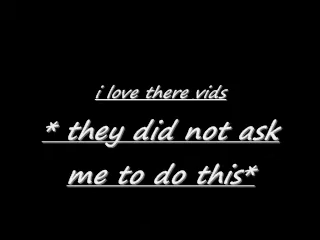 i love there vids
* they did not ask
me to do this*